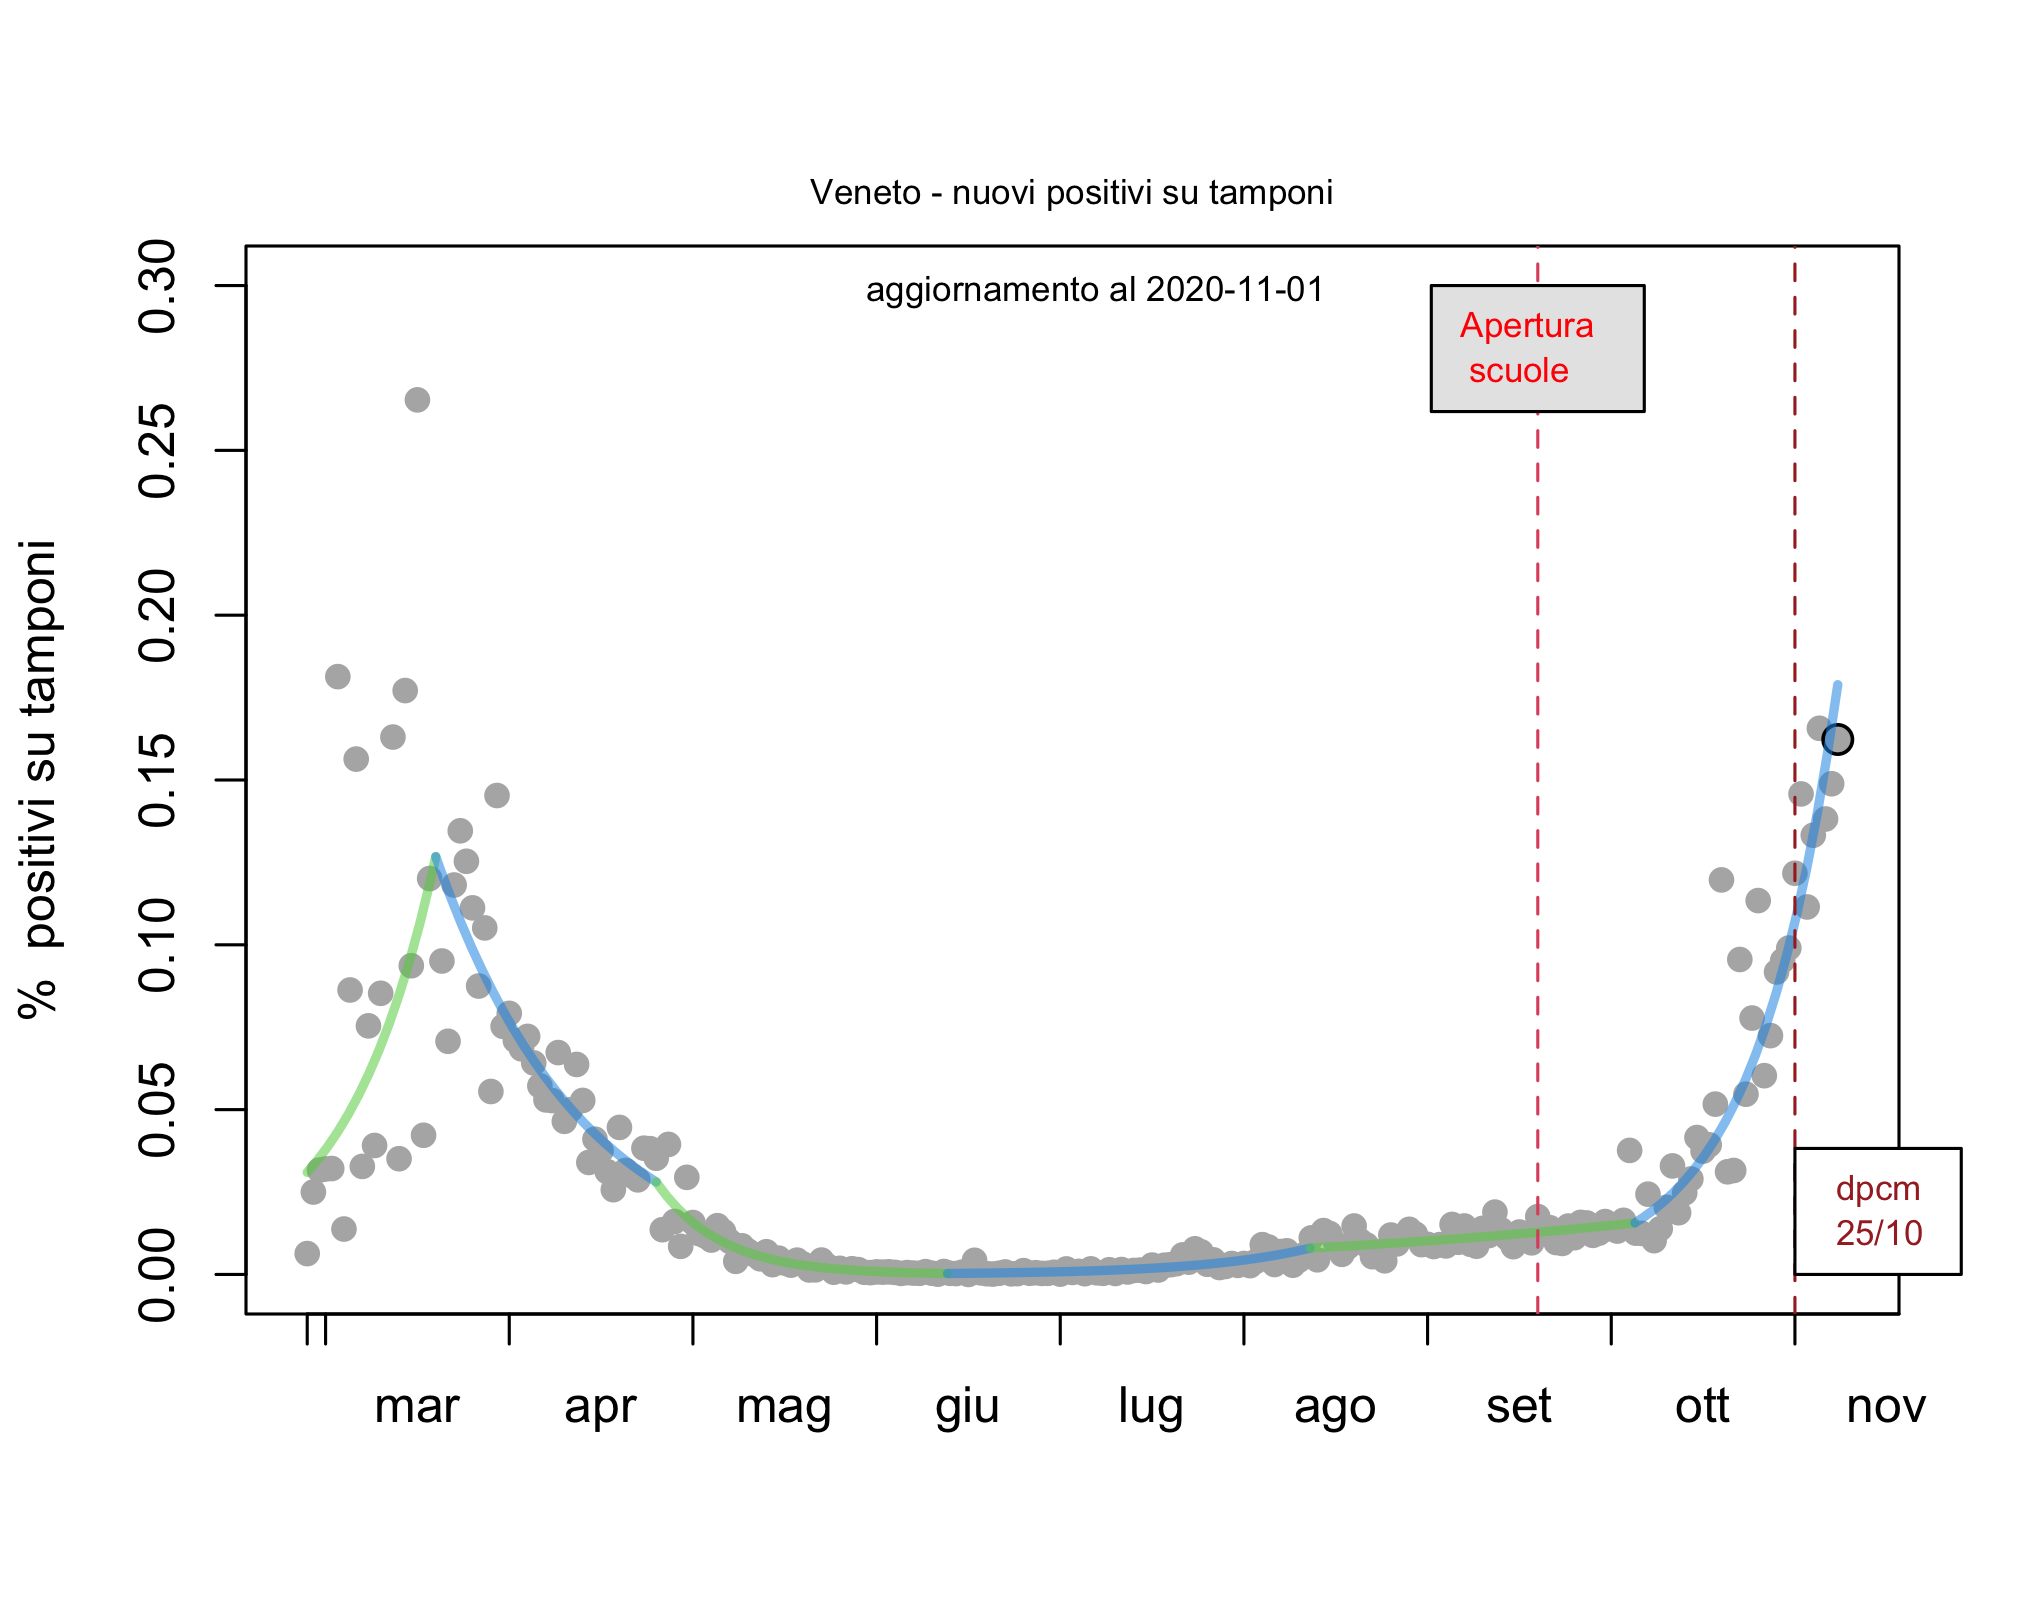 Veneto - nuovi positivi su tamponi
aggiornamento al 2020-11-01
Apertura
scuole
% positivi su tamponi
0.30
0.25
0.20
0.15
0.10
0.05
0.00
dpcm
25/10
mar apr mag giu lug ago set ott nov